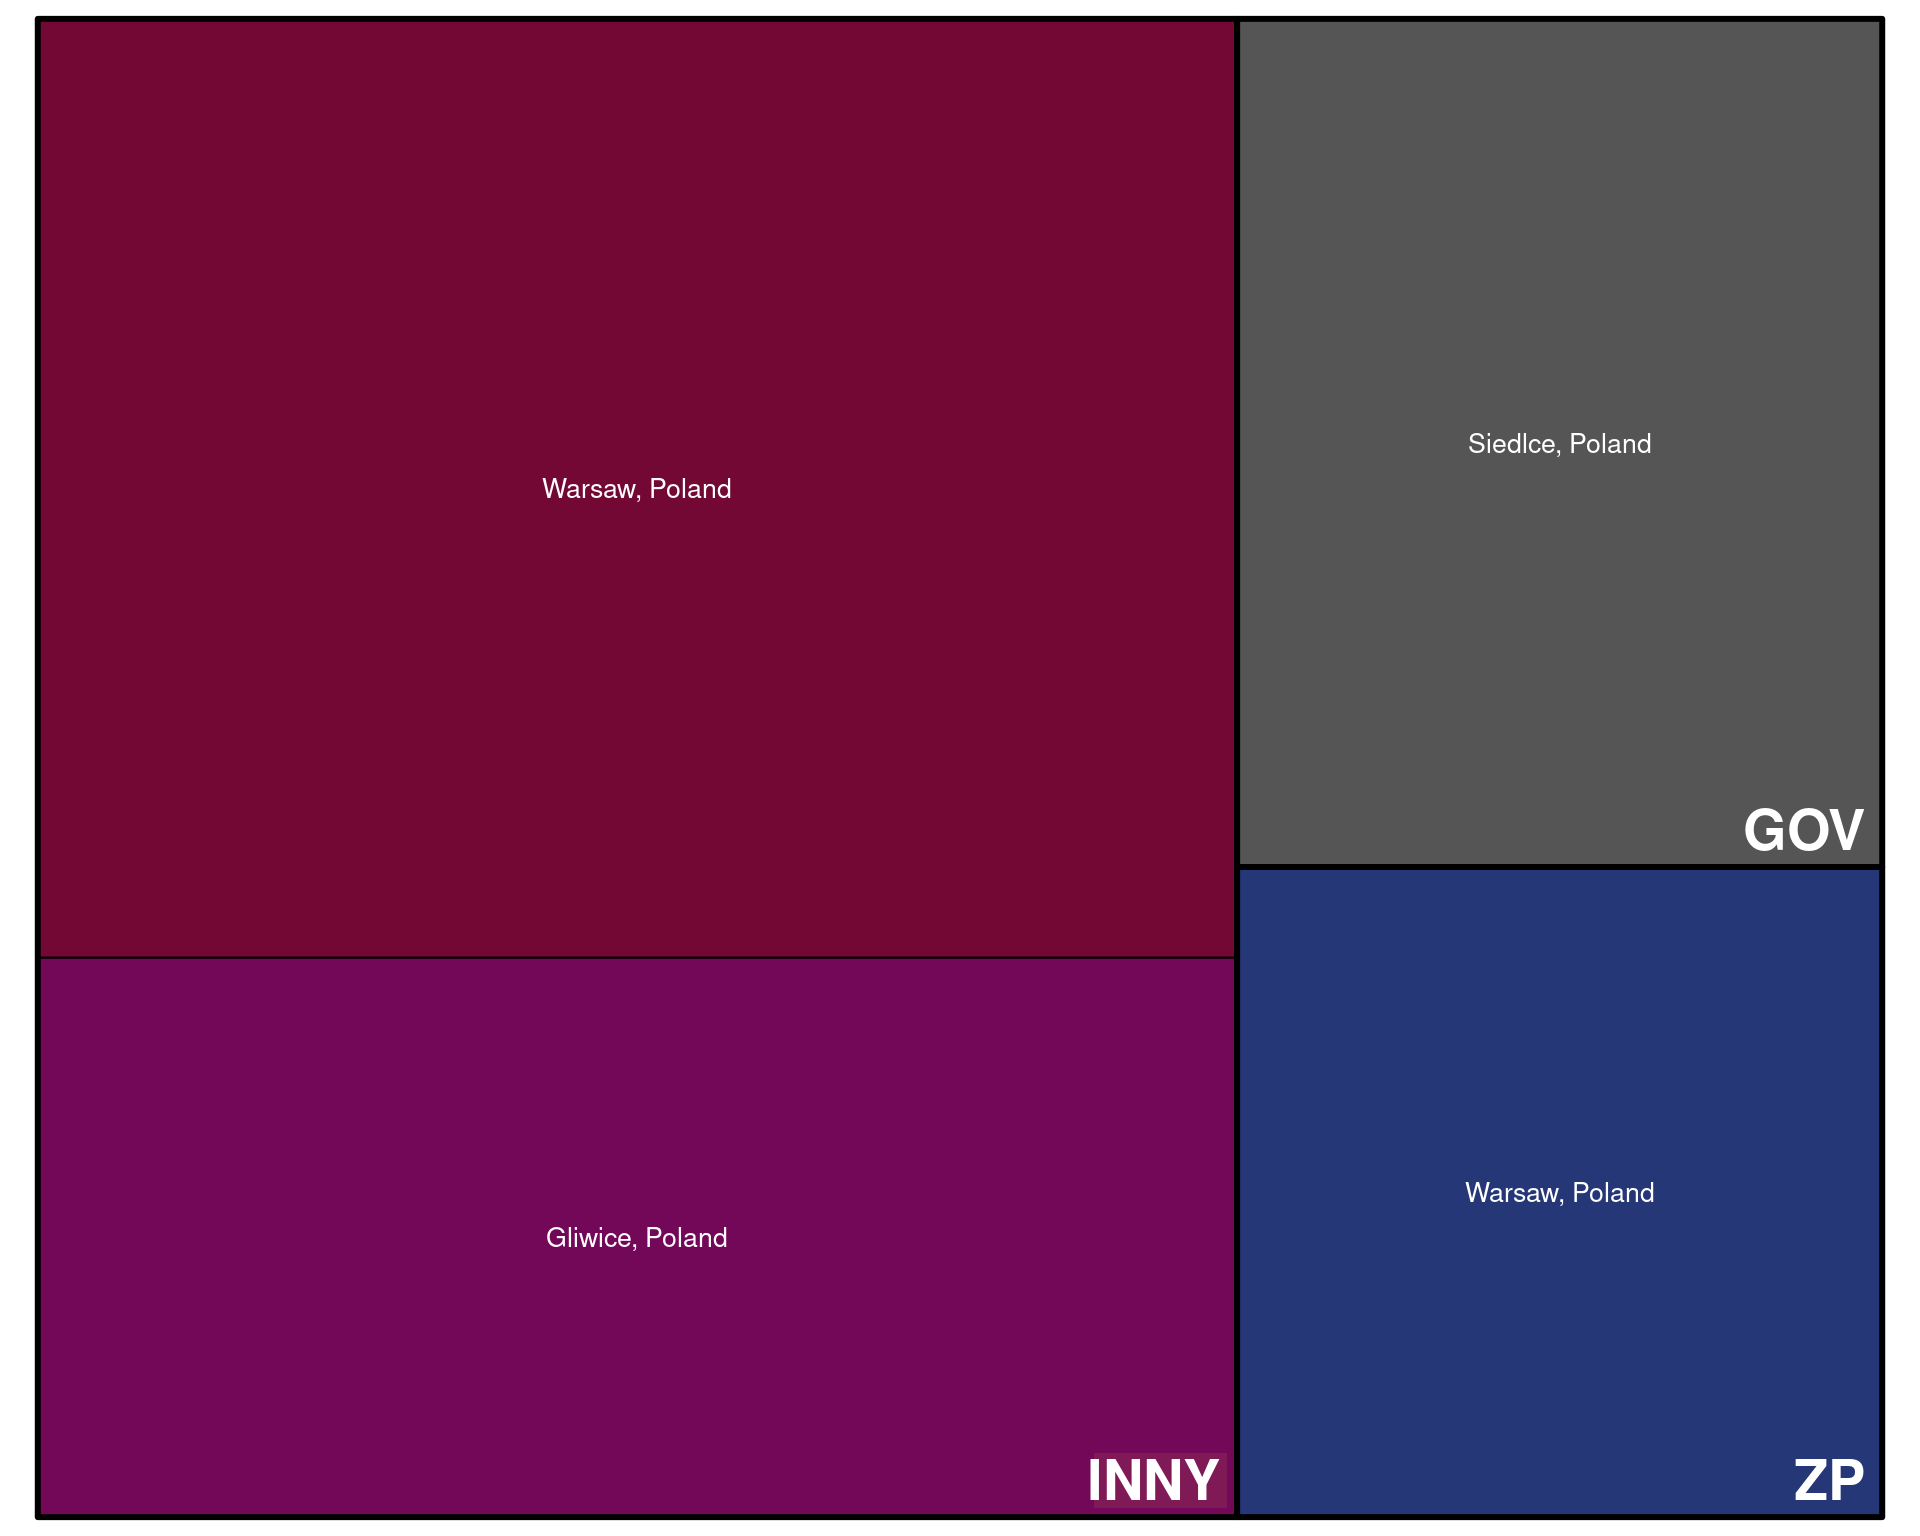 Warsaw, Poland
Gliwice, Poland
INNY
Siedlce, Poland
GOV
Warsaw, Poland
ZP